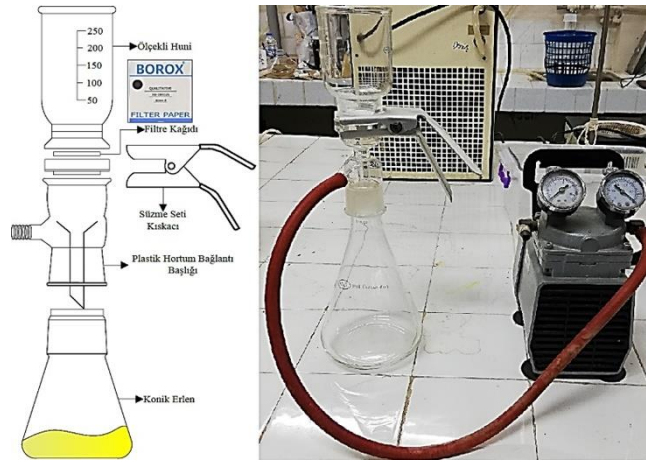 250
200
150
100
50
Ölçekli Huni
BOROX
FILTER PAPER
Filtre Kağıdı
Süzme Seti
Kıskacı
Plastik Hortum Bağlantı
Başlığı
Konik Erlen